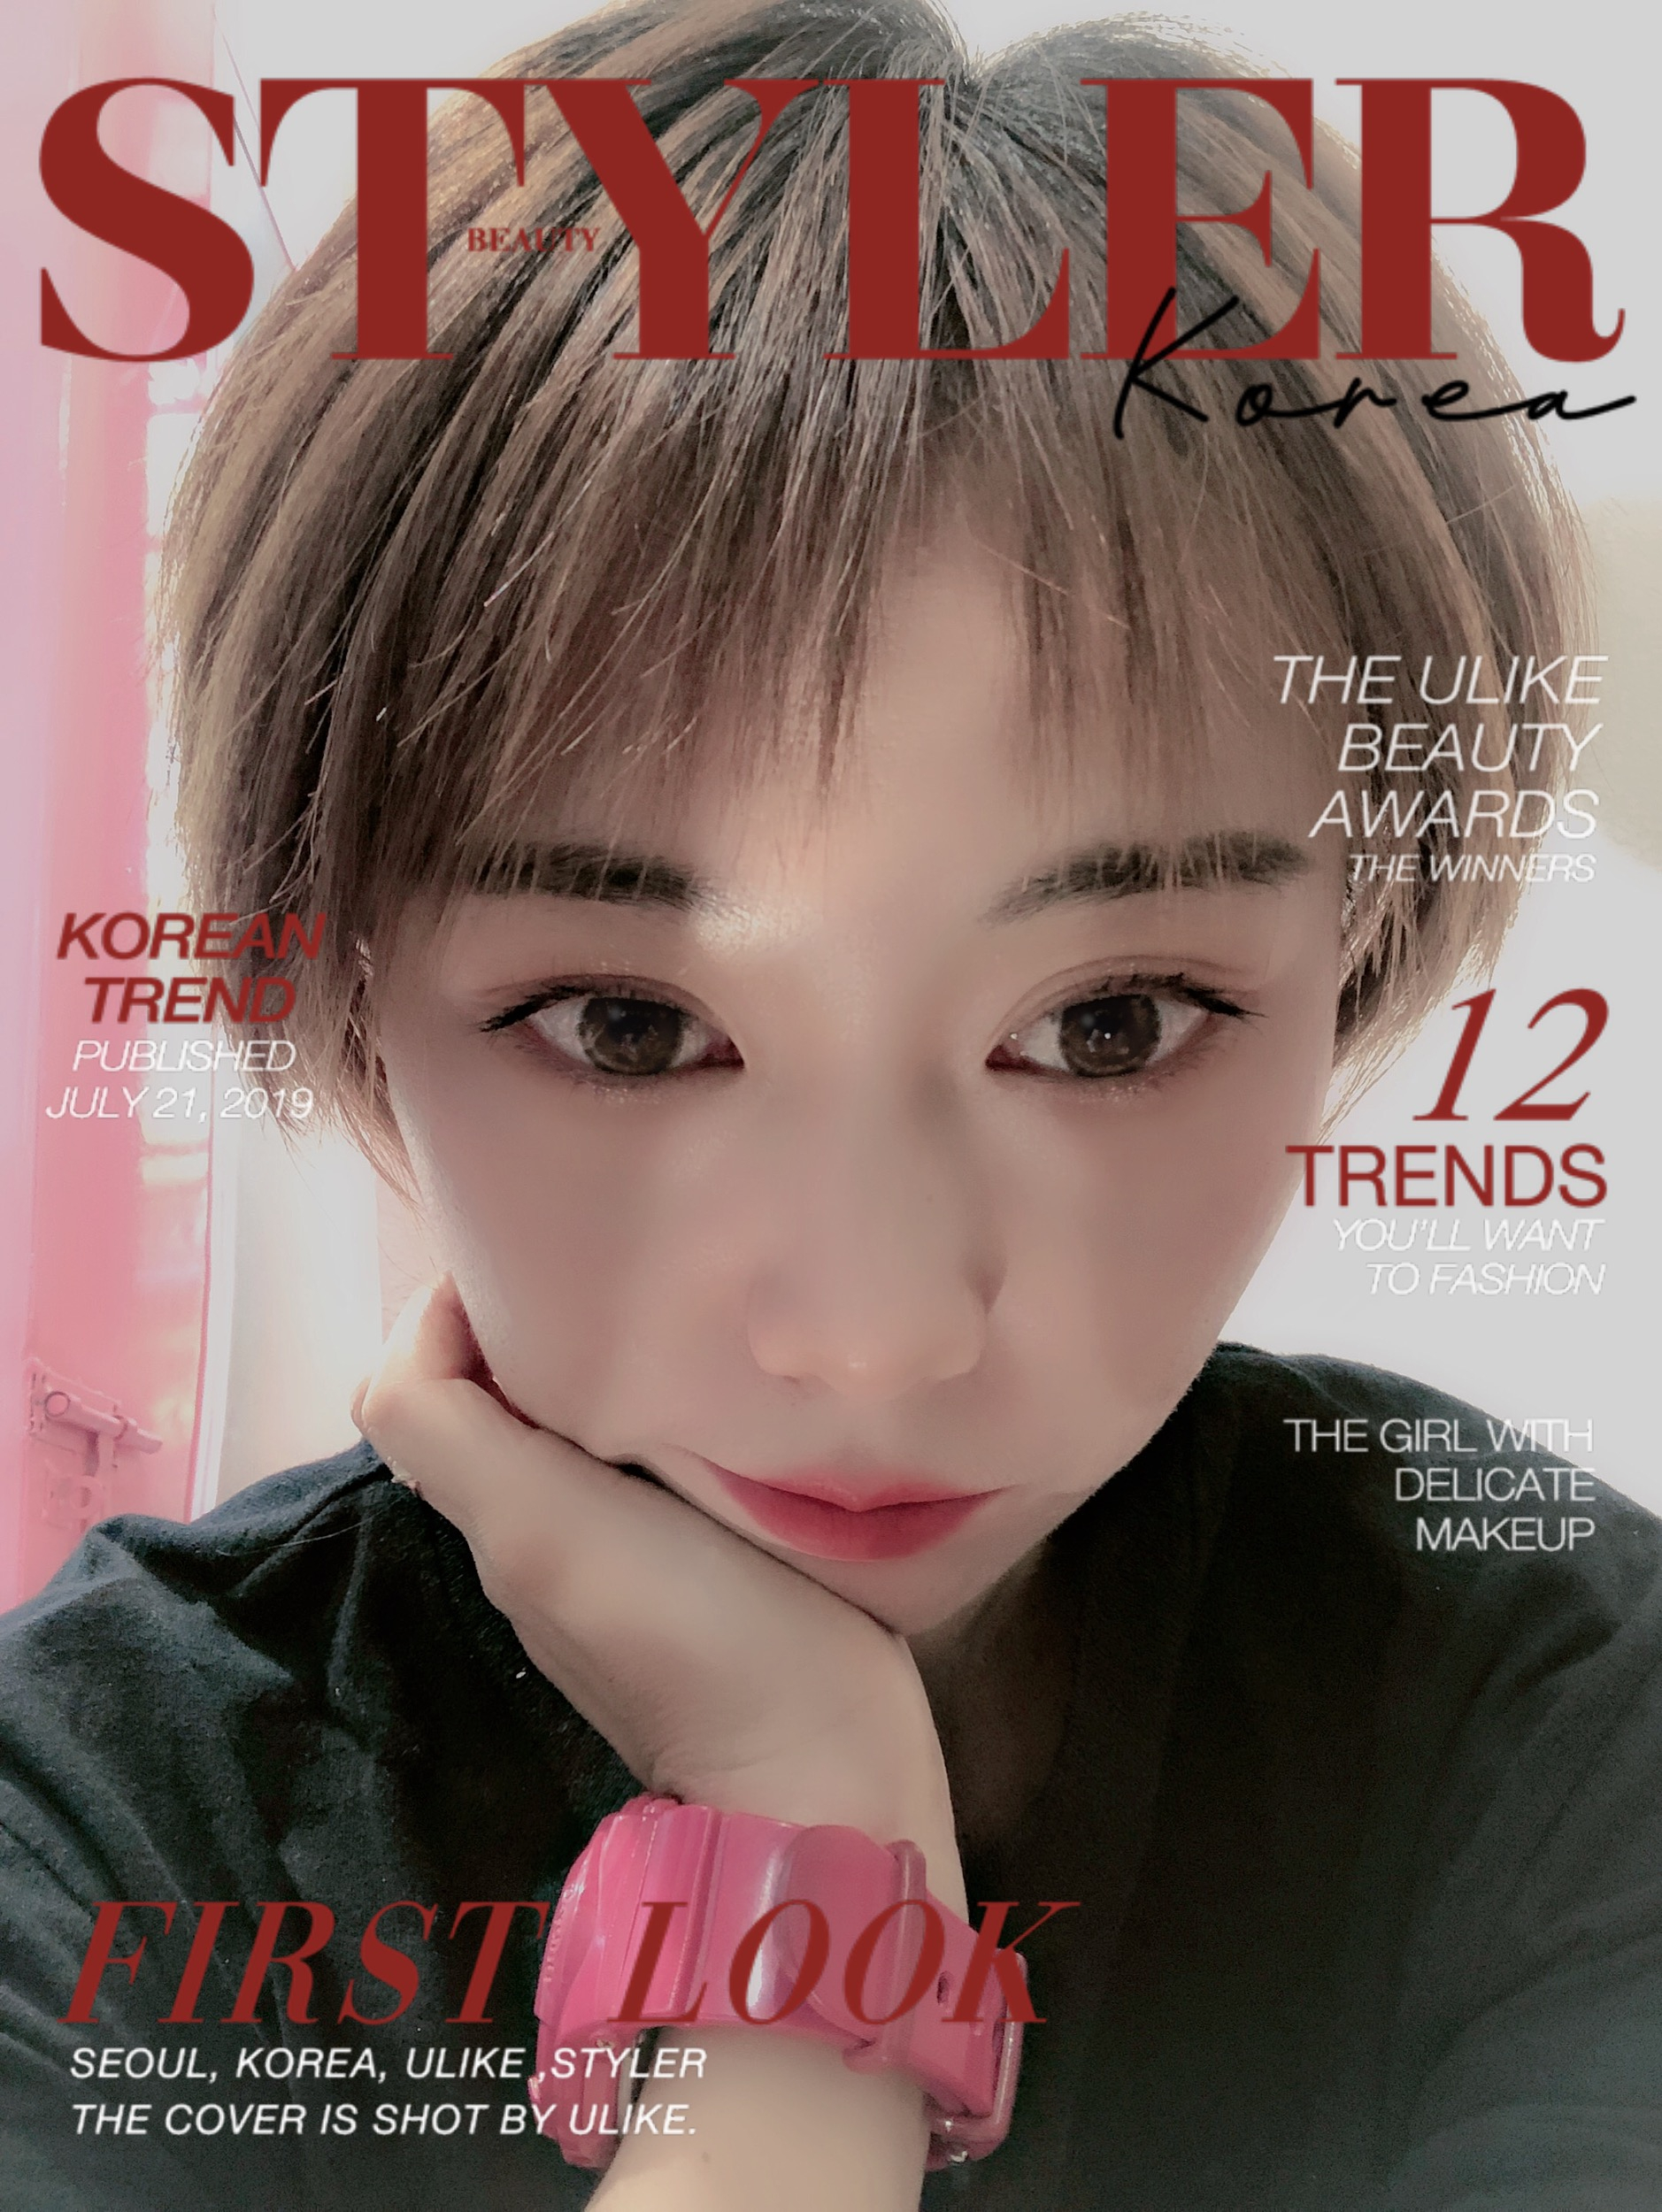 STYLER
BEAUTY
Korea
THE ULIKE
BEAUTY
AWARDS
THE WINNERS
KOREAN
TREND
PUBLISHED
JULY 21, 2019
12
TRENDS
YOU'LL WANT
TO FASHION
THE GIRL WITH
DELICATE
MAKEUP
FIRST LOOK
SEOUL, KOREA, ULIKE ,STYLER
THE COVER IS SHOT BY ULIKE.